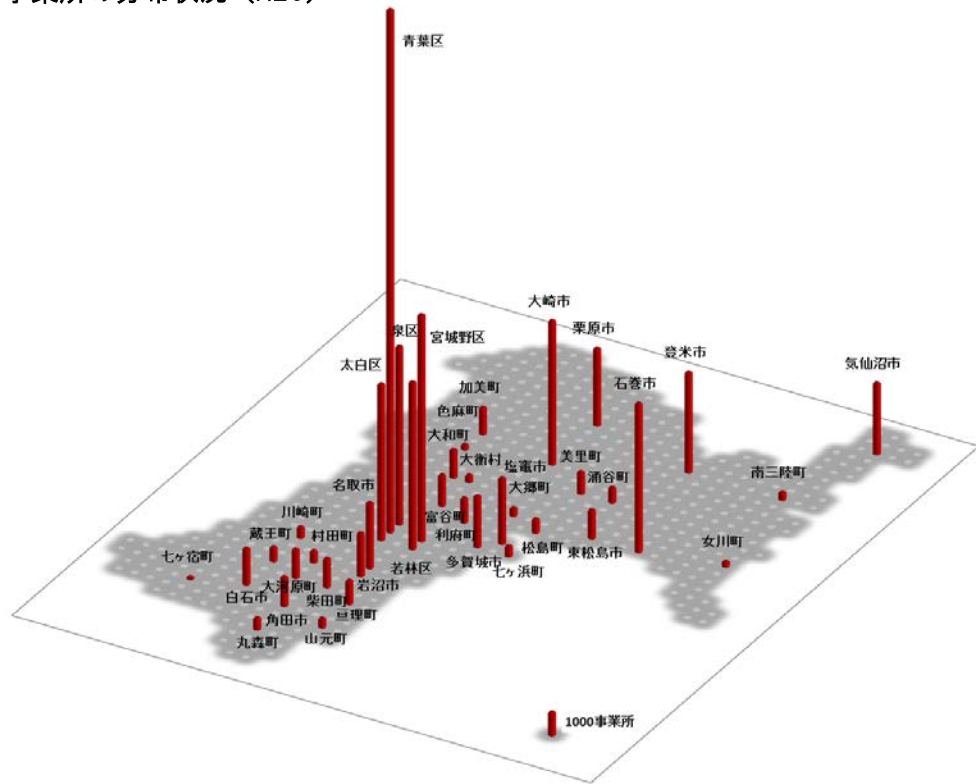 青葉区
大崎市
泉区
宮城野区
栗原市
登米市
気仙沼市
太白区
石巻市
加美町
色麻町
大和町
大衡村
塩竈市
美里町
涌谷町
南三陸町
名取市
大郷町
川崎町
富谷町
利府町
蔵王町
村田町
松島町
東松島市
女川町
七ヶ宿町
多賀城市
若林区
七ヶ浜町
大河原町
岩沼市
白石市
柴田町
亘理町
角田市
丸森町
山元町
1000事業所